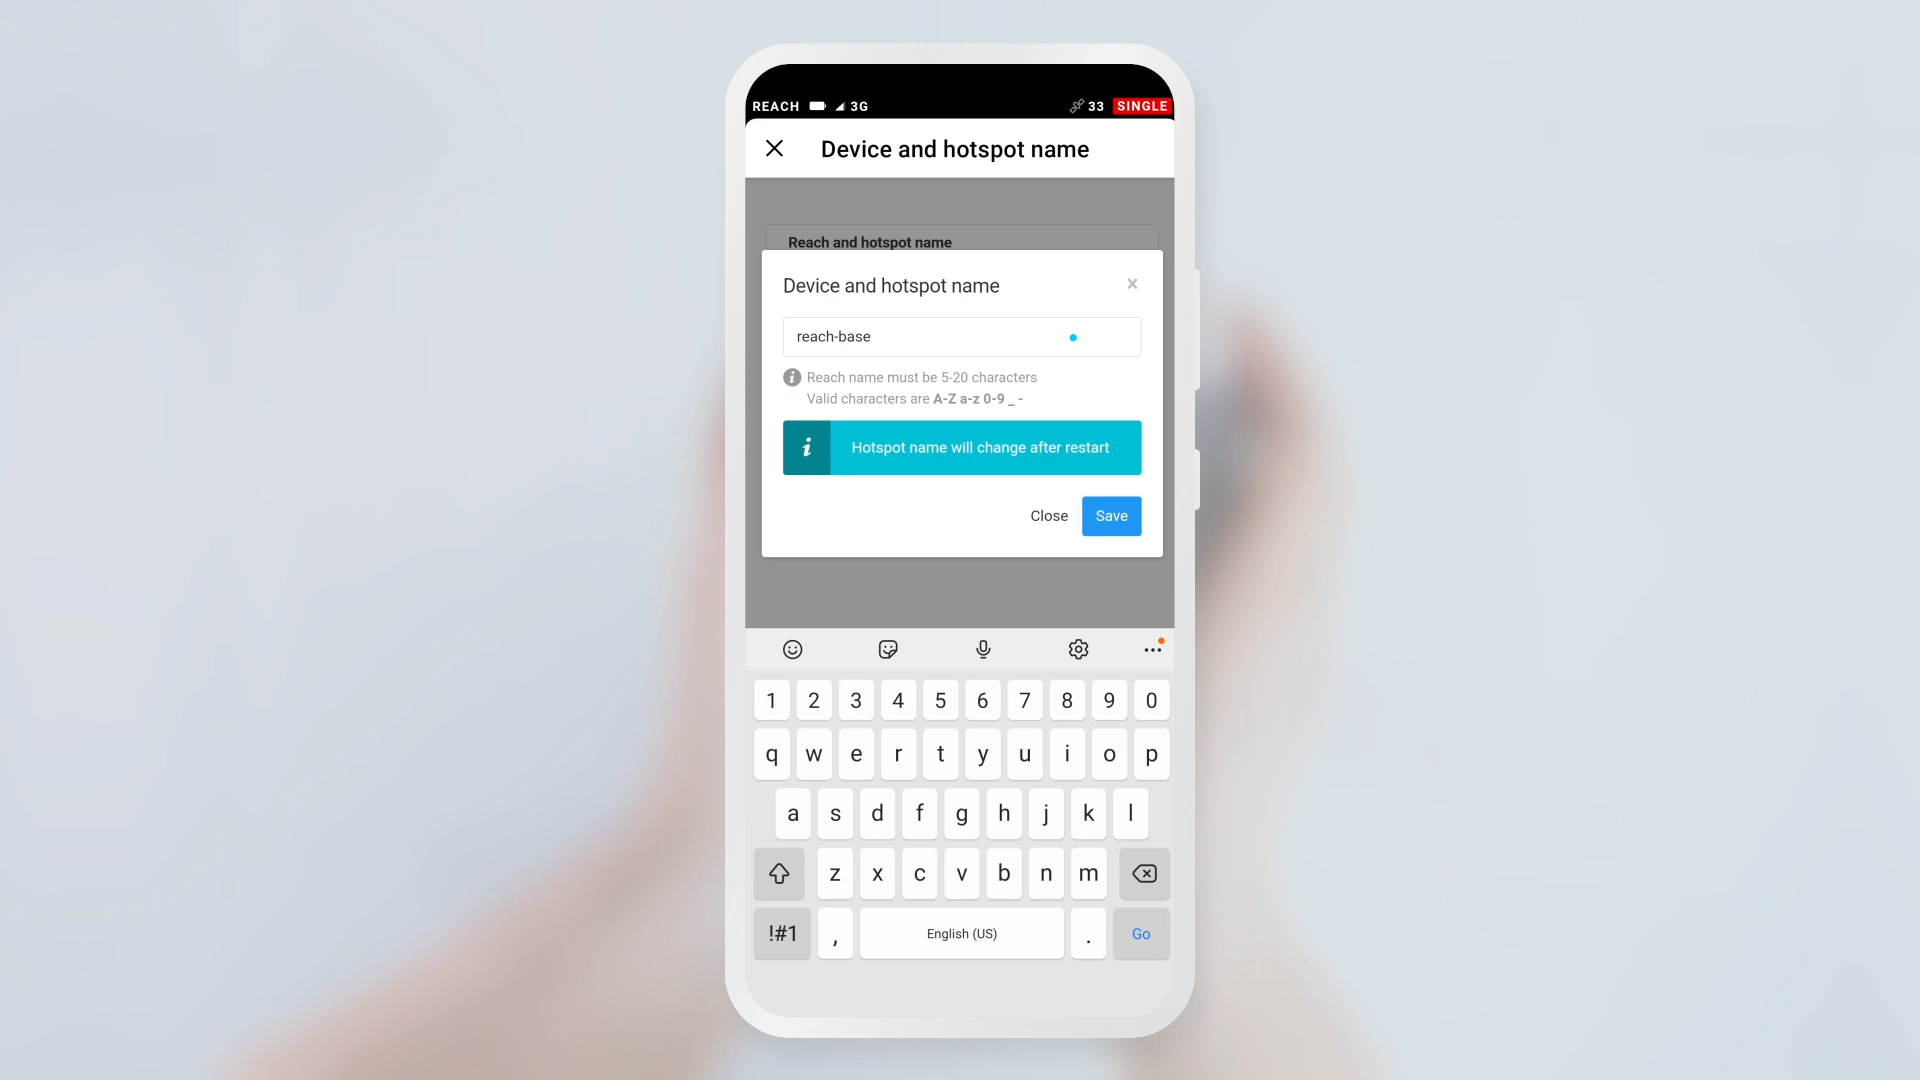 REACH 3G 33 SINGLE
Device and hotspot name
Reach and hotspot name
Device and hotspot name
×
reach-base
i Reach name must be 5-20 characters
Valid characters are A-Z a-z 0-9 _ -
i Hotspot name will change after restart
Close Save
1 2 3 4 5 6 7 8 9 0
q w e r t y u i o p
a s d f g h j k l
z x c v b n m
!#1 , English (US) . Go